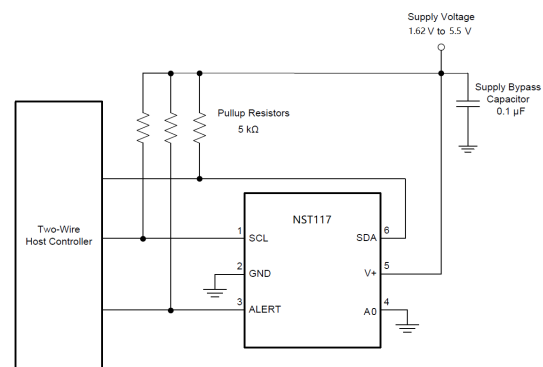 Supply Voltage
1.62 V to 5.5 V
Supply Bypass
Capacitor
0.1 µF
Pullup Resistors
5 kΩ
Two-Wire
Host Controller
NST117
1
SCL
SDA
6
2
GND
V+
5
3
ALERT
A0
4